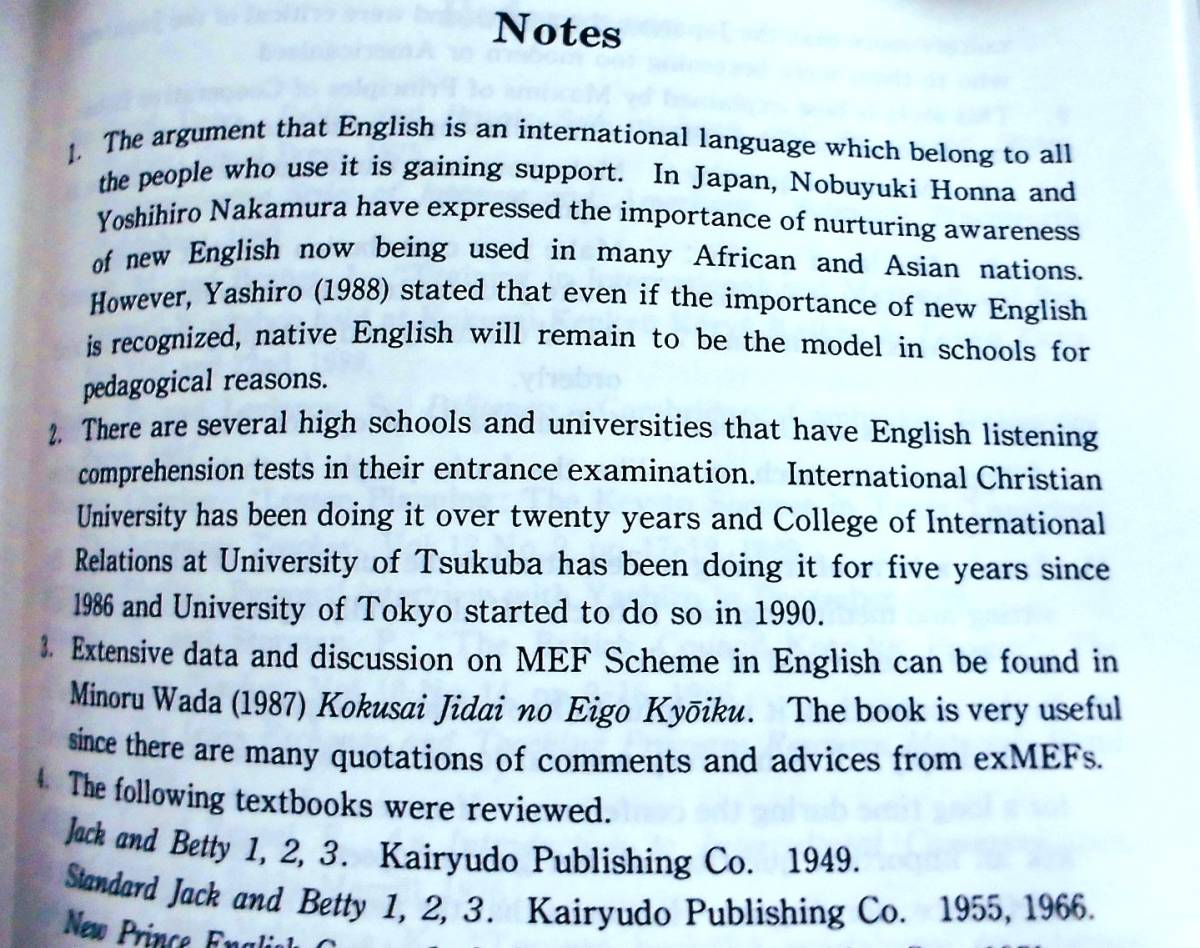 Notes
1. The argument that English is an international language which belong to all
the people who use it is gaining support. In Japan, Nobuyuki Honna and
Yoshihiro Nakamura have expressed the importance of nurturing awareness
of new English now being used in many African and Asian nations.
However, Yashiro (1988) stated that even if the importance of new English
is recognized, native English will remain to be the model in schools for
pedagogical reasons.
2. There are several high schools and universities that have English listening
comprehension tests in their entrance examination. International Christian
University has been doing it over twenty years and College of International
Relations at University of Tsukuba has been doing it for five years since
1986 and University of Tokyo started to do so in 1990.
3. Extensive data and discussion on MEF Scheme in English can be found in
Minoru Wada (1987) Kokusai Jidai no Eigo Kyōiku. The book is very useful
since there are many quotations of comments and advices from exMEFs.
4. The following textbooks were reviewed.
Jack and Betty 1, 2, 3. Kairyudo Publishing Co. 1949.
Standard Jack and Betty 1, 2, 3. Kairyudo Publishing Co. 1955, 1966.
New Prince English